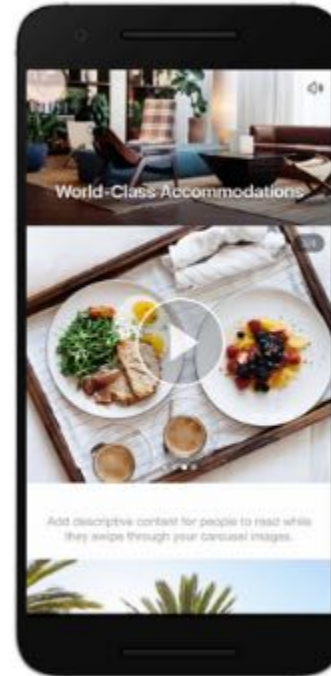 World-Class Accommodations
Add descriptive content for people to read while
they swipe through your carousel images.